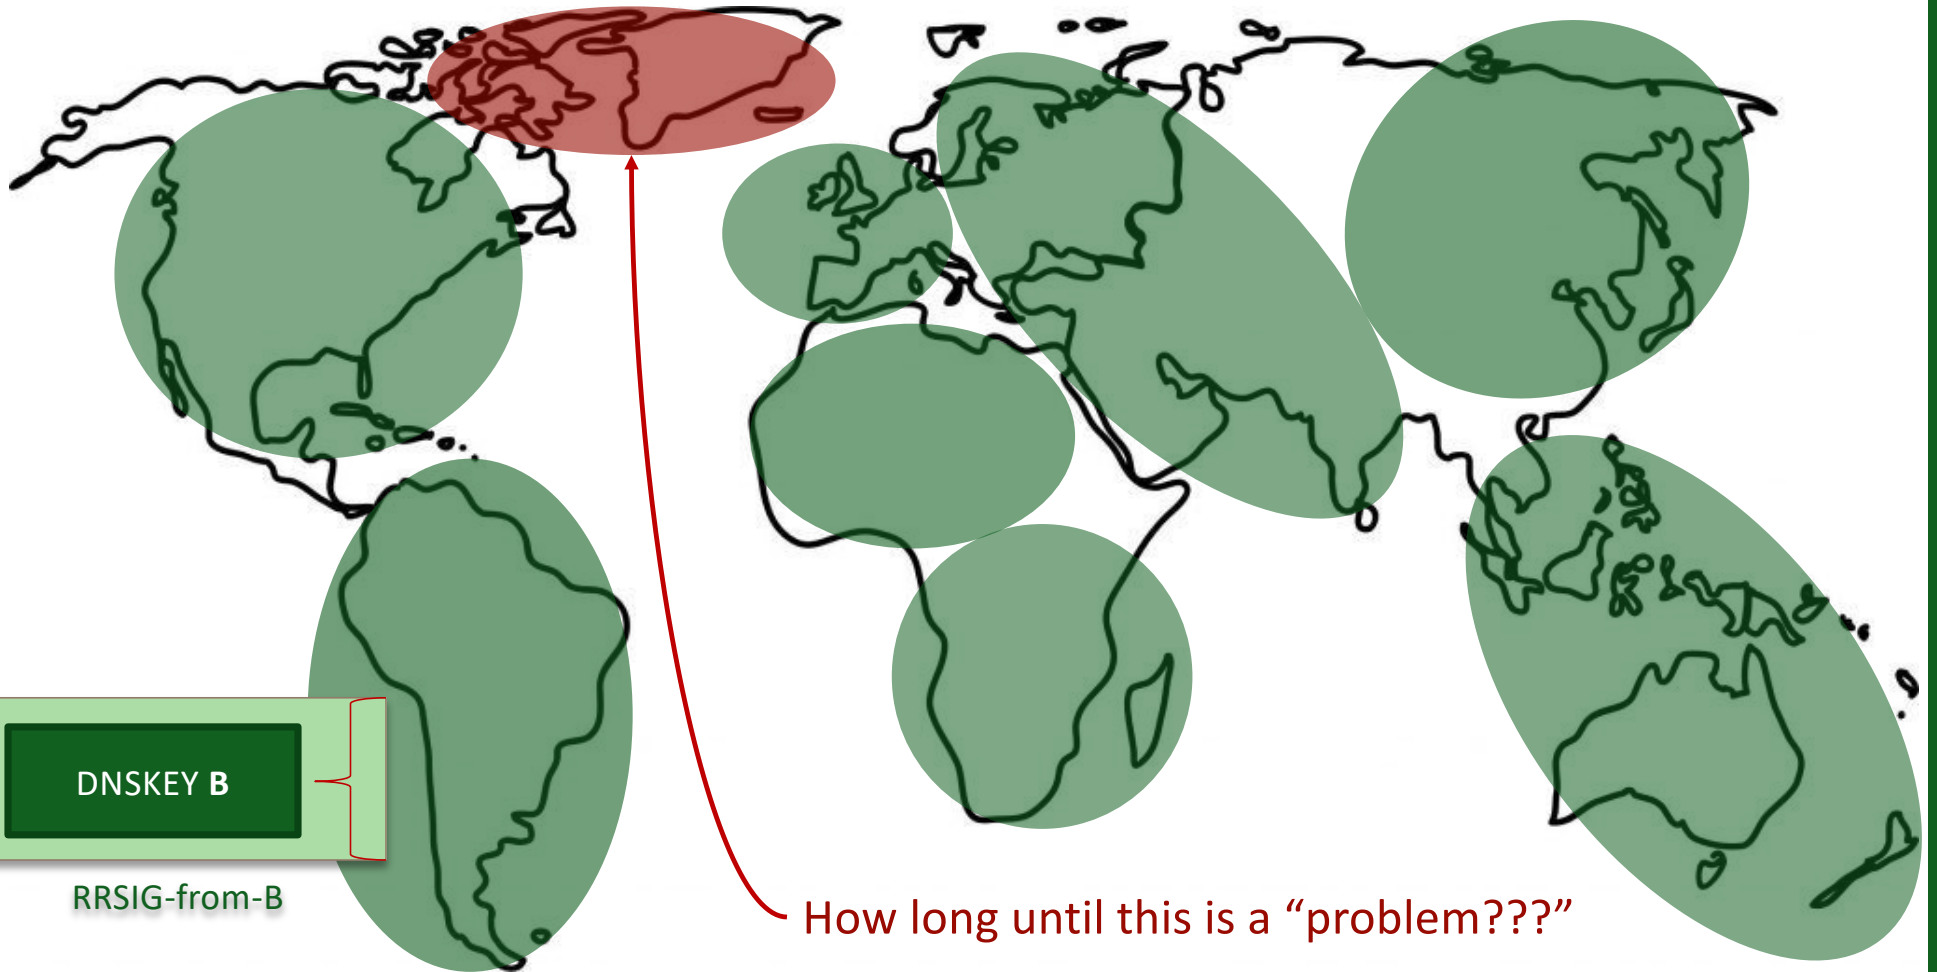 DNSKEY B
RRSIG-from-B
How long until this is a “problem???”